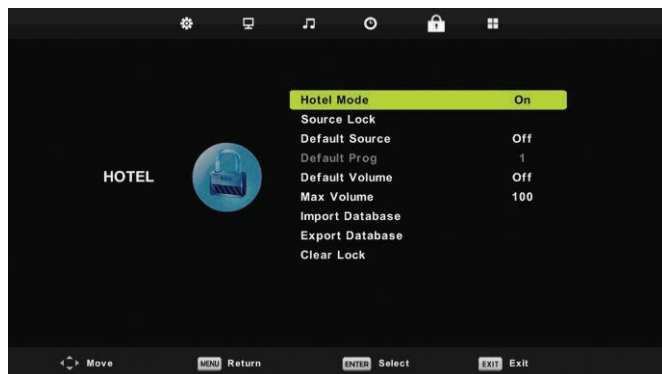 Hotel Mode On
Source Lock
Default Source Off
Default Prog 1
HOTEL
Default Volume Off
Max Volume 100
Import Database
Export Database
Clear Lock
Move MENU Return ENTER Select EXIT Exit